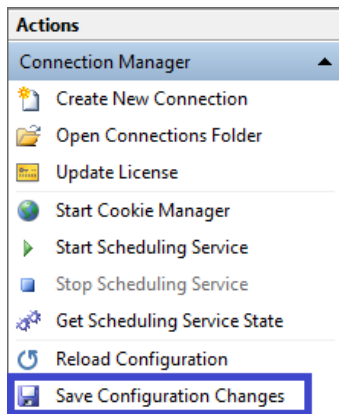 Actions
Connection Manager
Create New Connection
Open Connections Folder
Update License
Start Cookie Manager
Start Scheduling Service
Stop Scheduling Service
Get Scheduling Service State
Reload Configuration
Save Configuration Changes